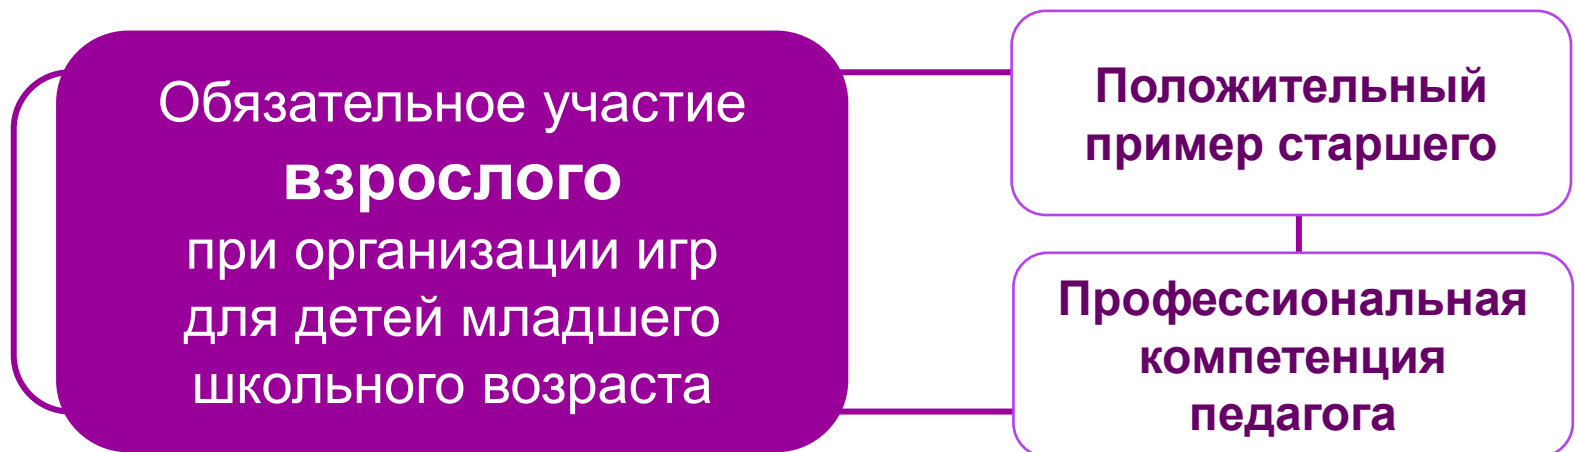 Обязательное участие
взрослого
при организации игр
для детей младшего
школьного возраста
Положительный
пример старшего
Профессиональная
компетенция
педагога